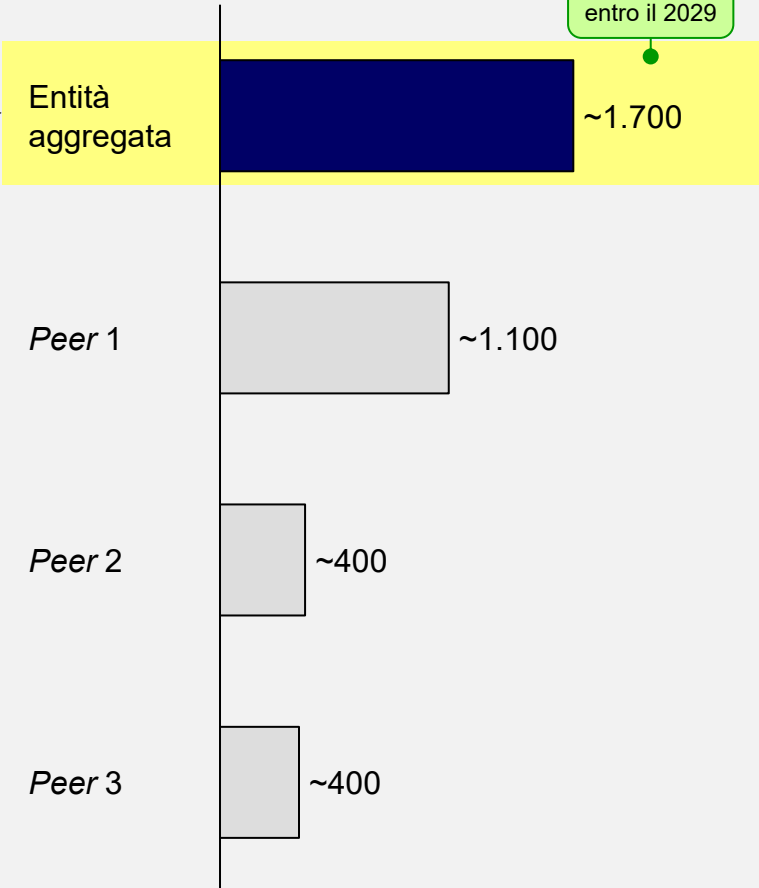 entro il 2029
Entità
aggregata
~1.700
Peer 1
~1.100
Peer 2
~400
Peer 3
~400